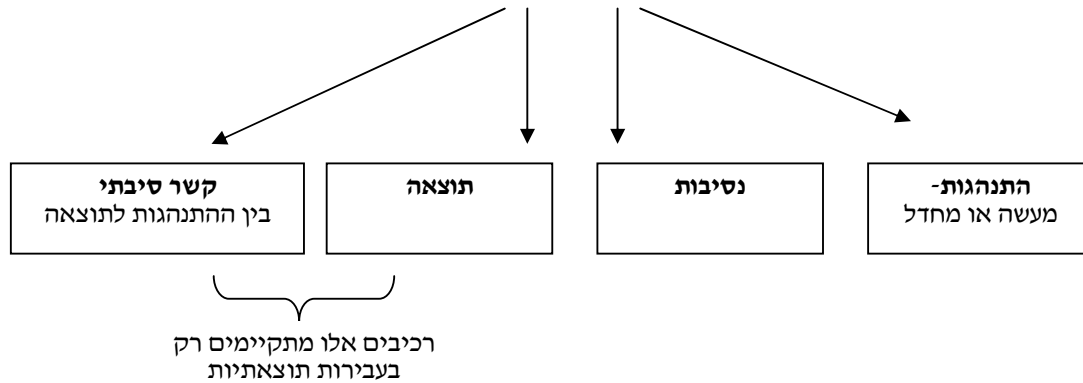 התנהגות-
מעשה או מחדל
נסיבות
תוצאה
קשר סיבתי
בין ההתנהגות לתוצאה
רכיבים אלו מתקיימים רק
בעבירות תוצאתיות